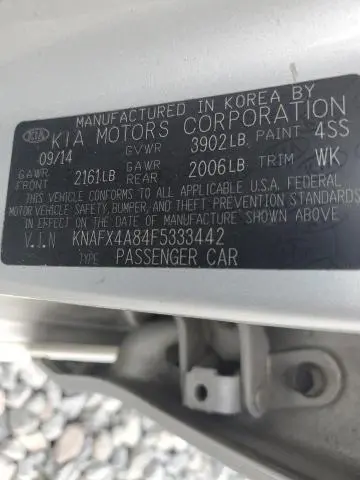 MANUFACTURED IN KOREA BY
KIA KIA MOTORS CORPORATION
09/14 GVWR 3902LB PAINT 4SS
GAWR FRONT 2161LB GAWR REAR 2006LB TRIM WK
THIS VEHICLE CONFORMS TO ALL APPLICABLE U.S.A. FEDERAL
MOTOR VEHICLE SAFETY, BUMPER, AND THEFT PREVENTION STANDARDS
IN EFFECT ON THE DATE OF MANUFACTURE SHOWN ABOVE
V.I.N KNAFX4A84F5333442
TYPE PASSENGER CAR